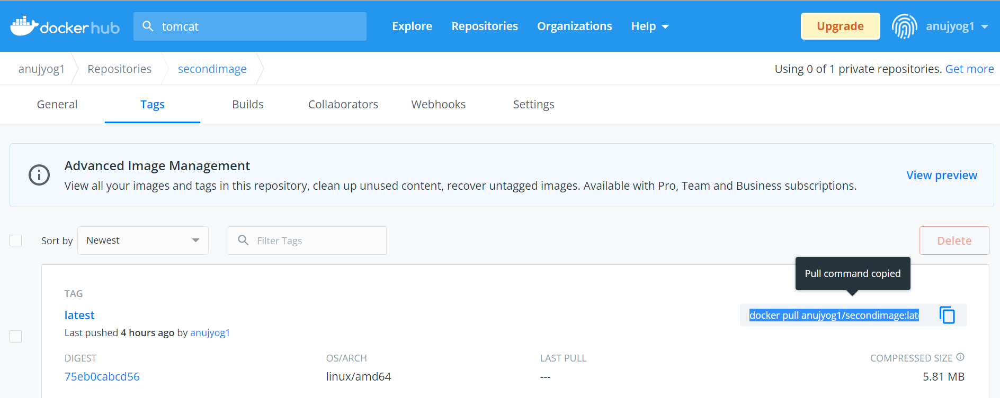 docker hub tomcat Explore Repositories Organizations Help Upgrade anujyog1
anujyog1 Repositories secondimage Using 0 of 1 private repositories. Get more
General Tags Builds Collaborators Webhooks Settings
Advanced Image Management
View all your images and tags in this repository, clean up unused content, recover untagged images. Available with Pro, Team and Business subscriptions.
View preview
Sort by Newest Filter Tags Delete
Pull command copied
TAG
latest
docker pull anujyog1/secondimage:lat
Last pushed 4 hours ago by anujyog1
DIGEST OS/ARCH LAST PULL COMPRESSED SIZE
75eb0cabcd56 linux/amd64 --- 5.81 MB